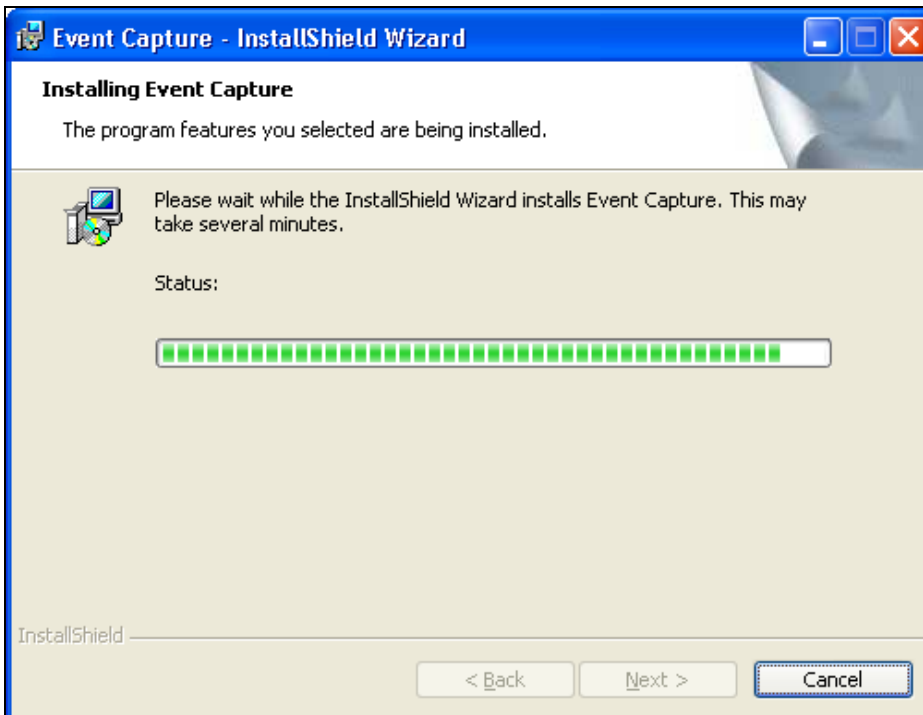 Event Capture - InstallShield Wizard
Installing Event Capture
The program features you selected are being installed.
Please wait while the InstallShield Wizard installs Event Capture. This may
take several minutes.
Status:
InstallShield
< Back
Next >
Cancel